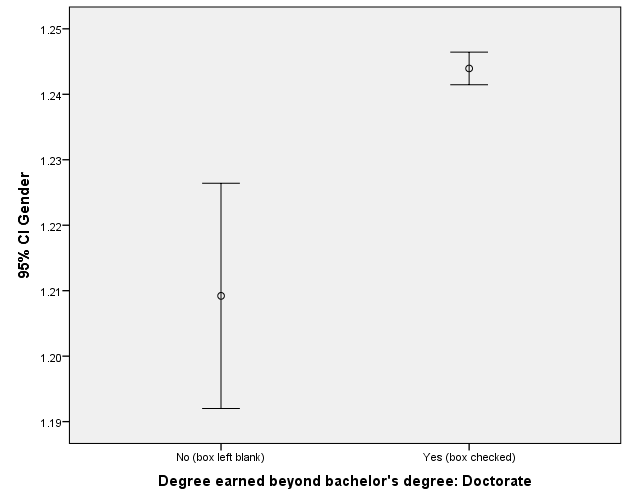 1.25
1.24
1.23
1.22
1.21
1.20
1.19
95% CI Gender
No (box left blank)
Yes (box checked)
Degree earned beyond bachelor's degree: Doctorate